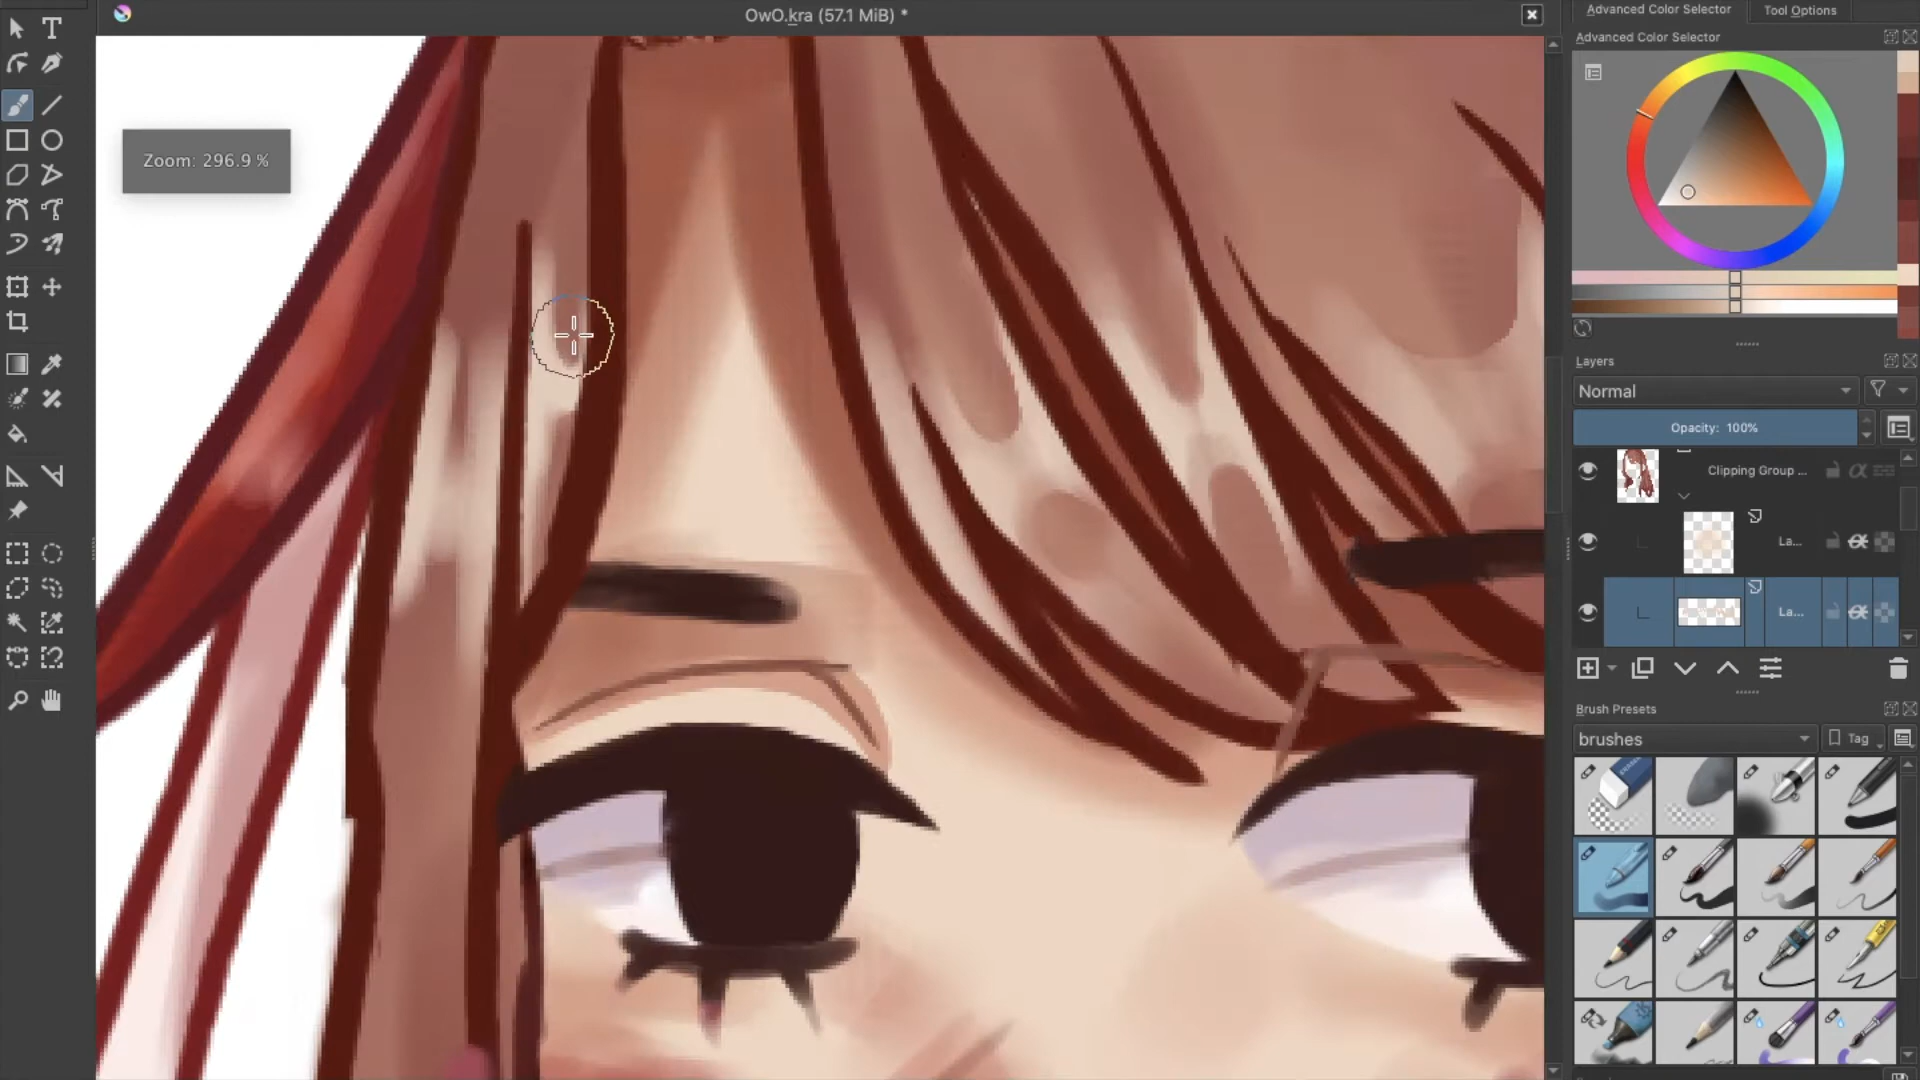 OwO.kra (57.1 MiB) *
Advanced Color Selector
Tool Options
Advanced Color Selector
Zoom: 296.9 %
Layers
Normal
Opacity: 100%
Clipping Group ...
La...
La...
Brush Presets
brushes
Tag